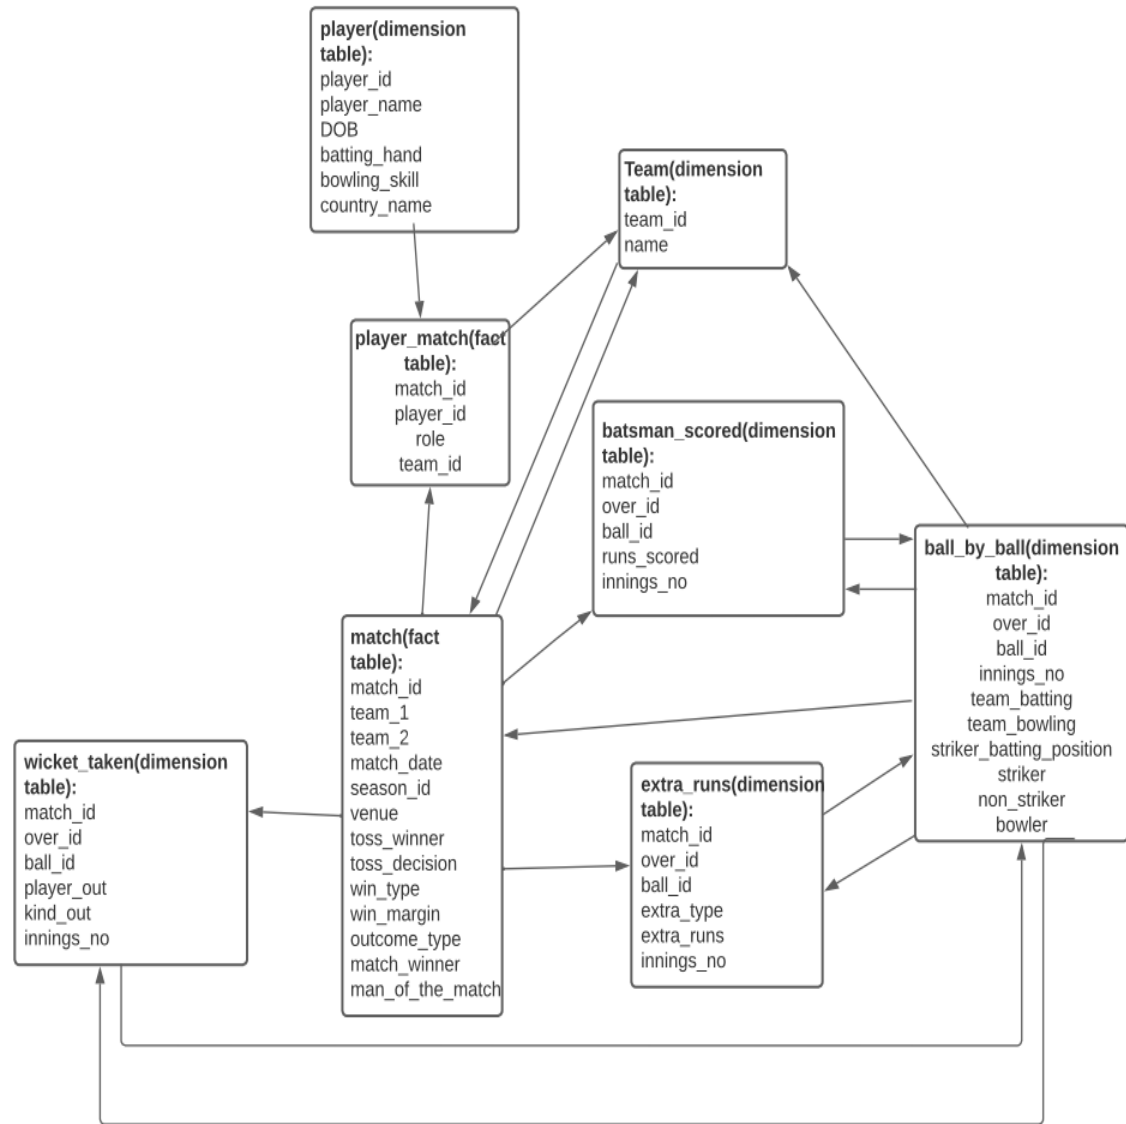 player(dimension
table):
player_id
player_name
DOB
batting_hand
bowling_skill
country_name
Team(dimension
table):
team_id
name
player_match(fact
table):
match_id
player_id
role
team_id
batsman_scored(dimension
table):
match_id
over_id
ball_id
runs_scored
innings_no
ball_by_ball(dimension
table):
match_id
over_id
ball_id
innings_no
team_batting
team_bowling
striker_batting_position
striker
non_striker
bowler
match(fact
table):
match_id
team_1
team_2
match_date
season_id
venue
toss_winner
toss_decision
win_type
win_margin
outcome_type
match_winner
man_of_the_match
wicket_taken(dimension
table):
match_id
over_id
ball_id
player_out
kind_out
innings_no
extra_runs(dimension
table):
match_id
over_id
ball_id
extra_type
extra_runs
innings_no